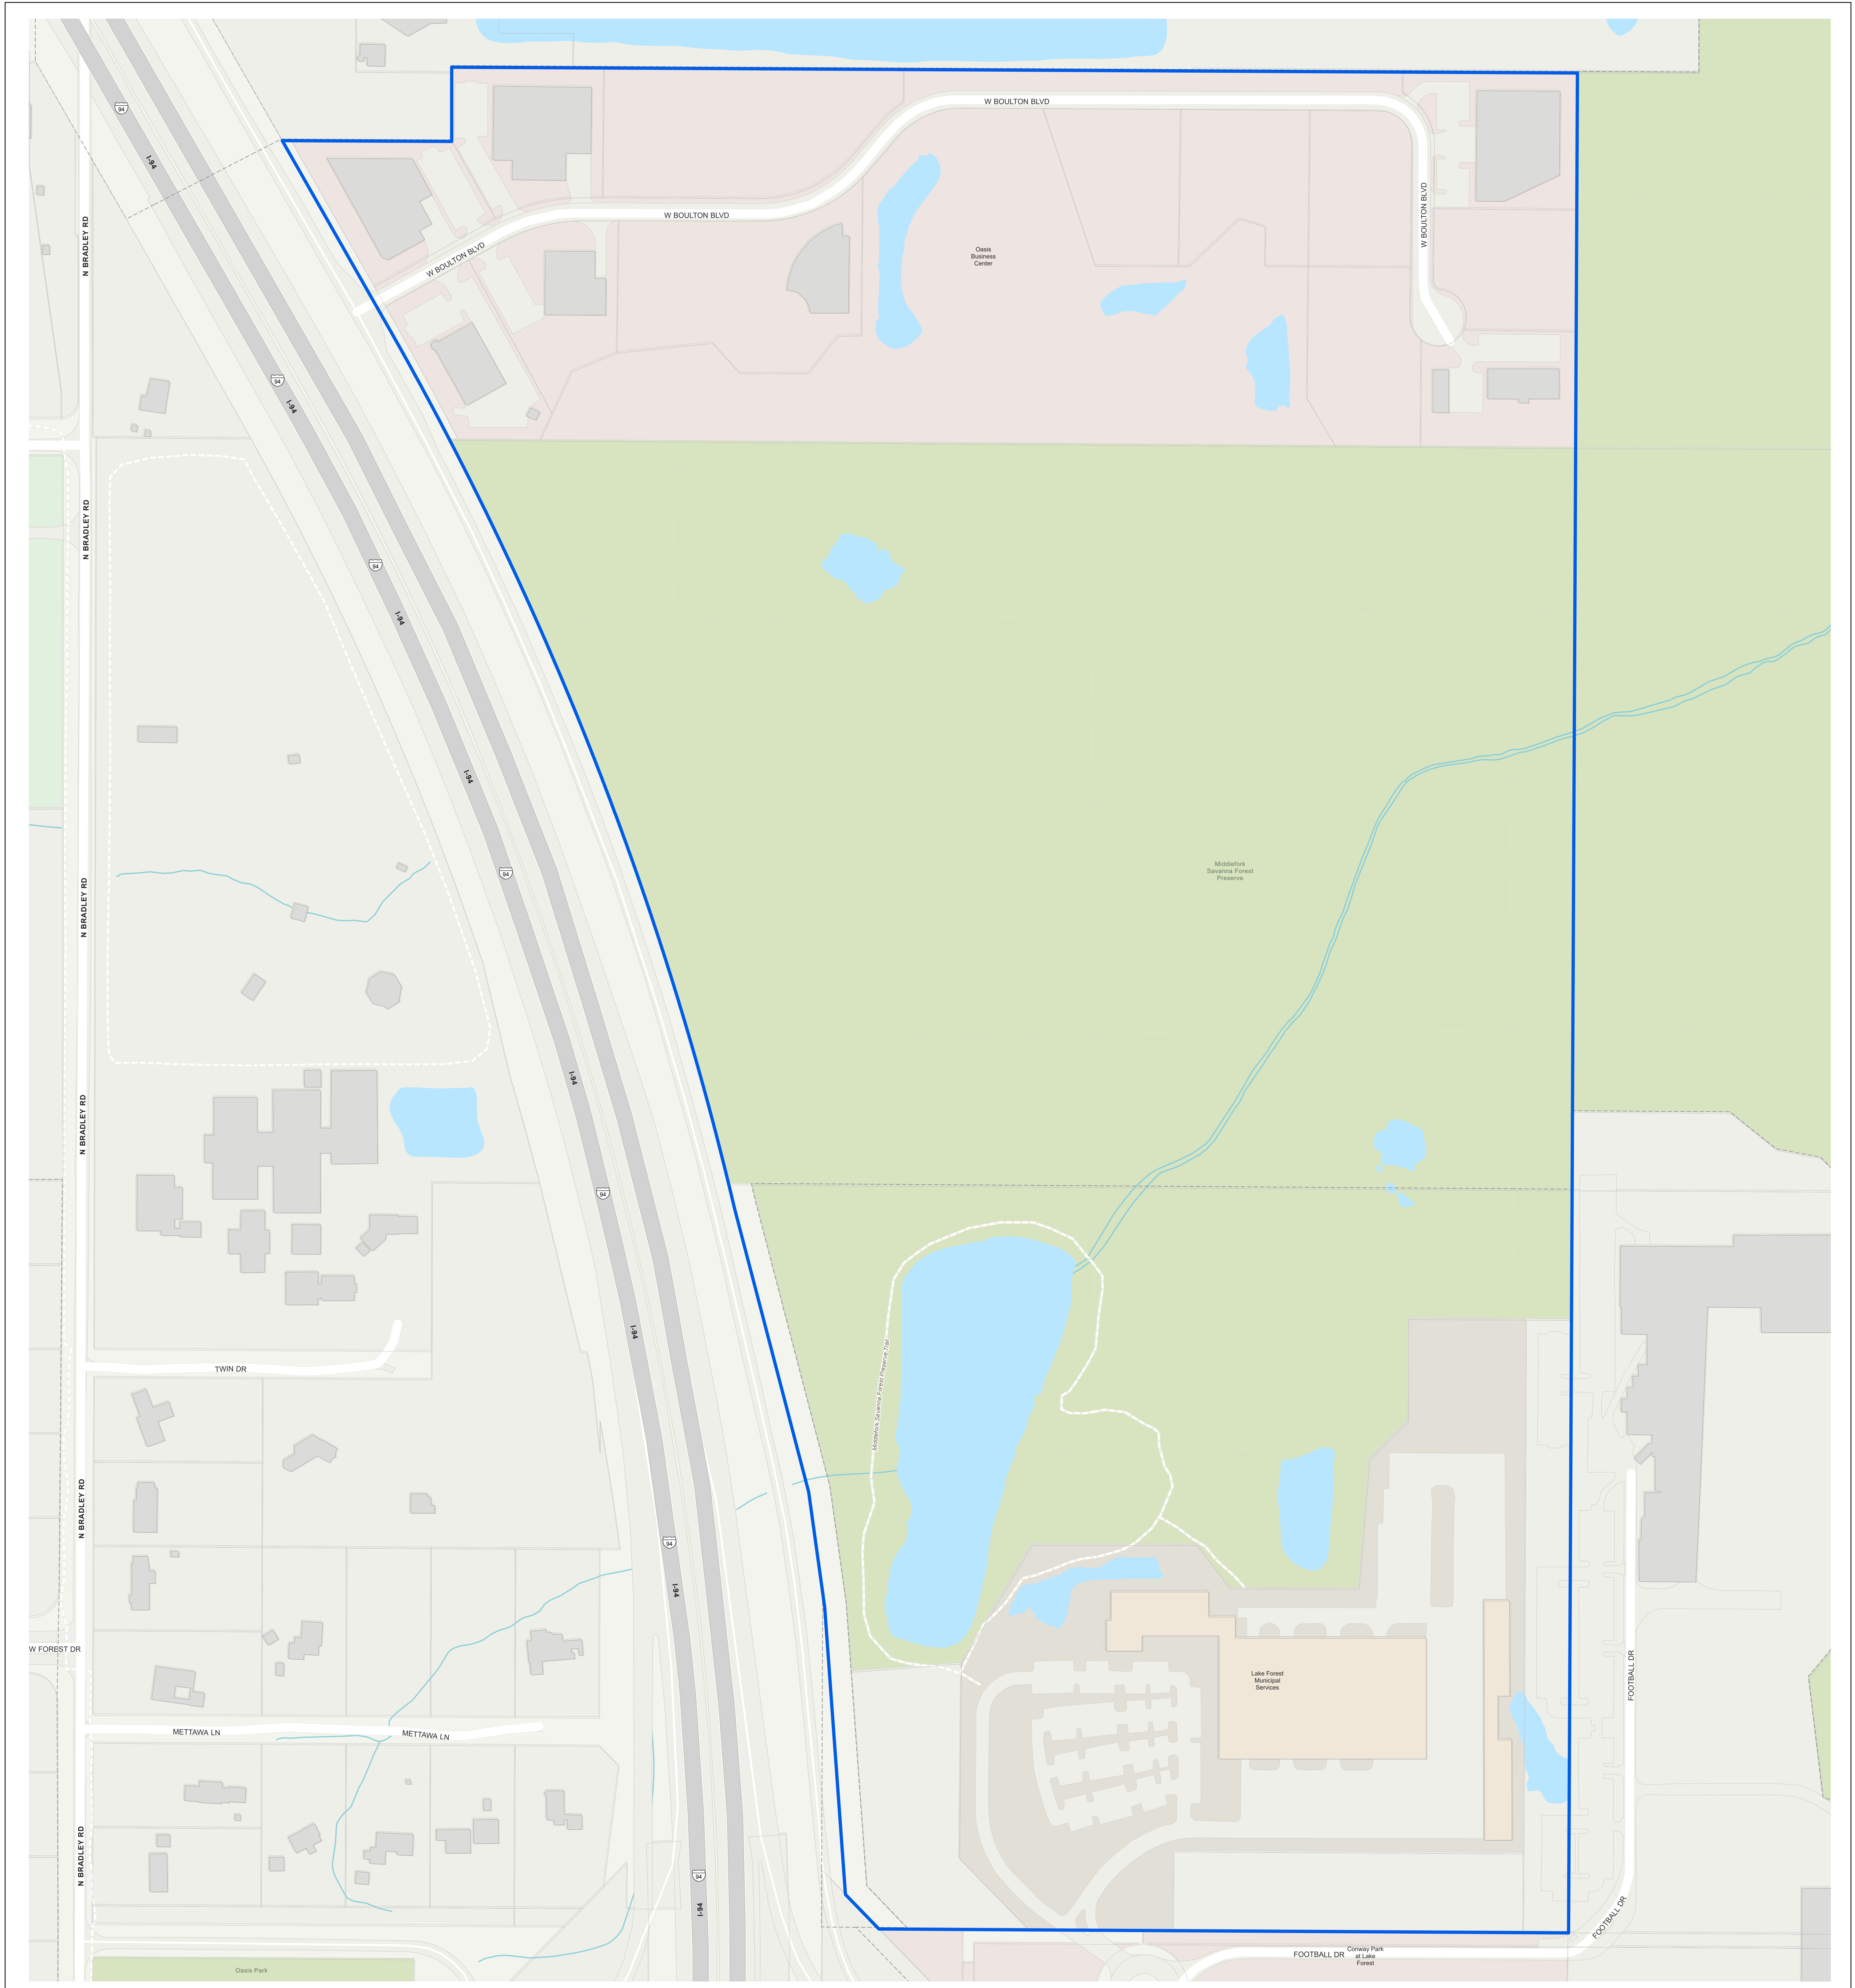 W BOULTON BLVD
94
I-94
W BOULTON BLVD
W BOULTON BLVD
N BRADLEY RD
W BOULTON BLVD
Oasis
Business
Center
94
I-94
N BRADLEY RD
94
I-94
I-94
Middlefork
Savanna Forest
Preserve
94
N BRADLEY RD
I-94
N BRADLEY RD
94
I-94
TWIN DR
Middlefork Savanna Forest Preserve Trail
N BRADLEY RD
94
I-94
W FOREST DR
Lake Forest
Municipal
Services
FOOTBALL DR
METTAWA LN
METTAWA LN
N BRADLEY RD
94
I-94
FOOTBALL DR
FOOTBALL DR
Conway Park
at Lake
Forest
Oasis Park